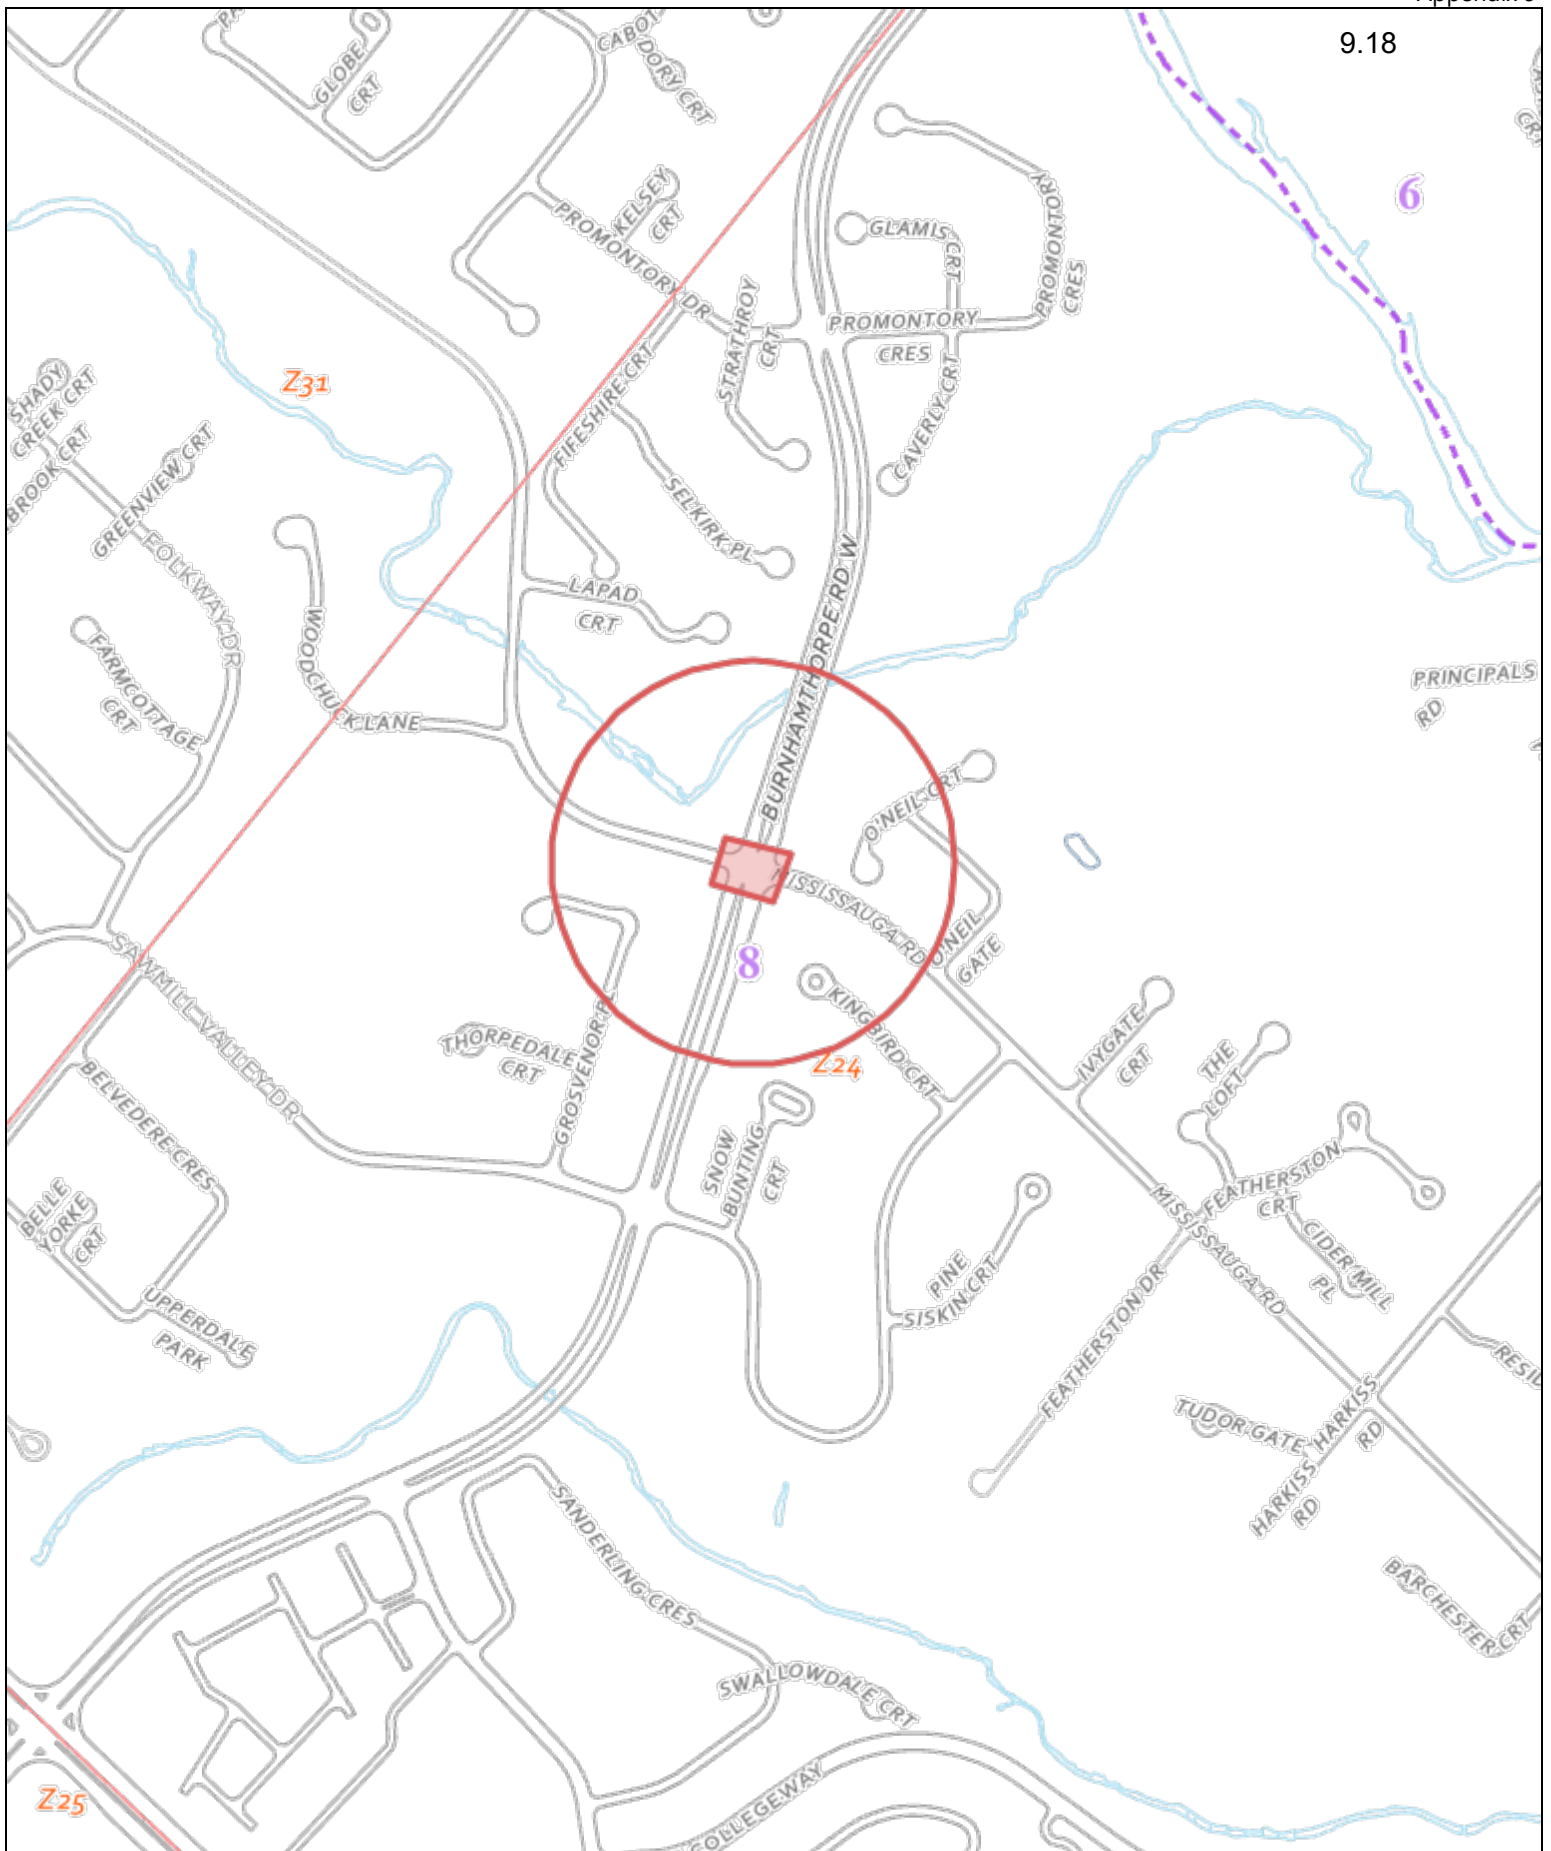 9.18
GLOBE
CRT
DORY CRT
6
KELSEY
CRT
PROMONTORY DR
GLAMIS CRT
PROMONTORY
CRES
STRATHROY
CRT
PROMONTORY
CRES
Z31
FIFESHIRE CRT
CAVERLY CRT
SHADY
CREEK CRT
BROOK CRT
GREENVIEW CRT
SELKIRK PL
FOLKWAY DR
LAPAD
CRT
WOODCHUCK LANE
FARMCOTTAGE
CRT
BURNHAMTHORPE RD W
PRINCIPALS
RD
O'NEIL CRT
MISSISSAUGA RD
O'NEIL
GATE
8
SAWMILL VALLEY DR
KINGBIRD CRT
GROSVENOR PL
THORPEDALE
CRT
Z24
IVYGATE
CRT
THE
LOFT
BELVEDERE CRES
SNOW
BUNTING
CRT
FEATHERSTON
CRT
BELLE
YORKE
CRT
MISSISSAUGA RD
CIDER MILL
PL
PINE
SISKIN CRT
FEATHERSTON DR
UPPERDALE
PARK
TUDOR GATE
HARKISS
RD
HARKISS
RD
SANDERLING CRES
BARCHESTER CRT
SWALLOWDALE CRT
Z25
COLLEGEWAY